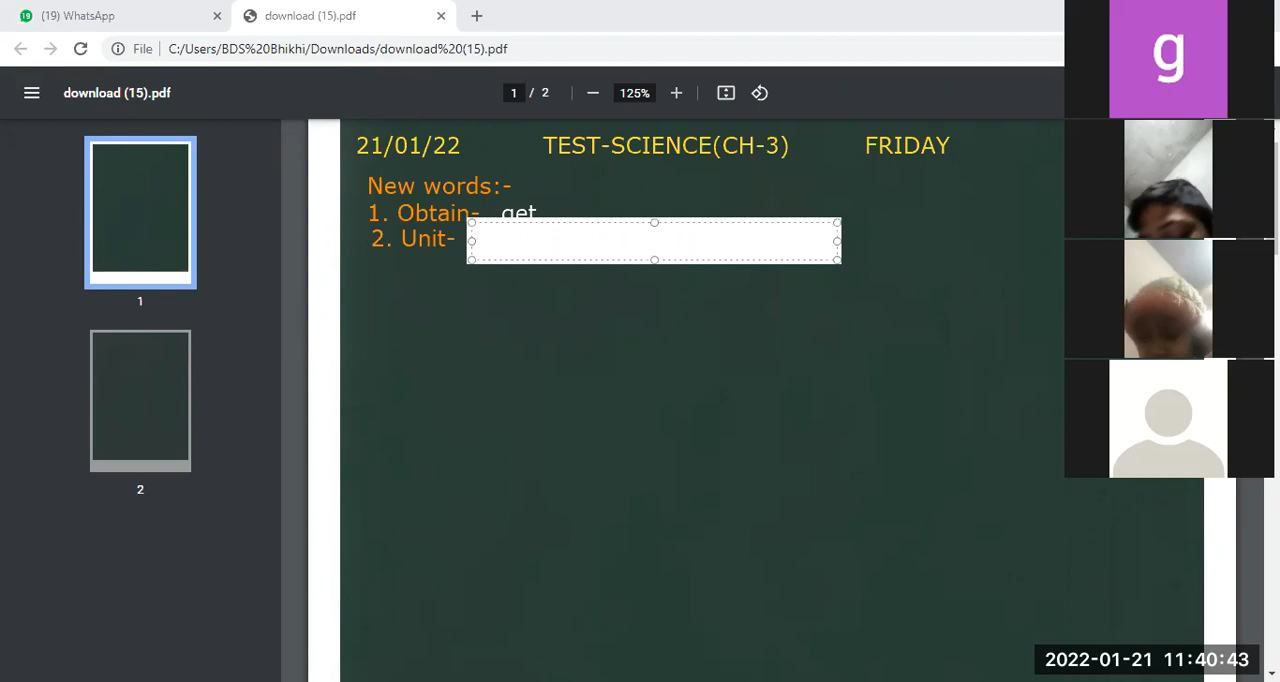 (19) WhatsApp
download (15).pdf
File
C:/Users/BDS%20Bhikhi/Downloads/download%20(15).pdf
download (15).pdf
1 / 2
125%
21/01/22 TEST-SCIENCE(CH-3) FRIDAY
New words:-
1. Obtain- get
2. Unit-
1
2
g
2022-01-21 11:40:43